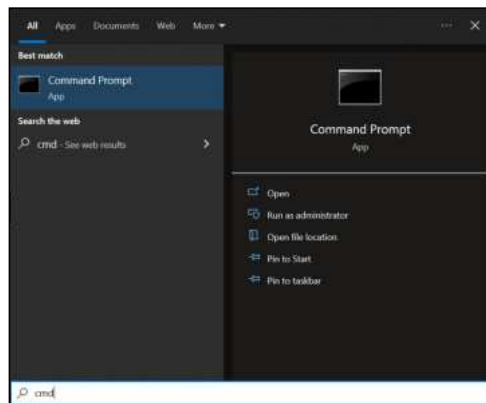 All Apps Documents Web More
Best match
Command Prompt
App
Search the web
cmd - See web results
Command Prompt
App
Open
Run as administrator
Open file location
Pin to Start
Pin to taskbar
cmd